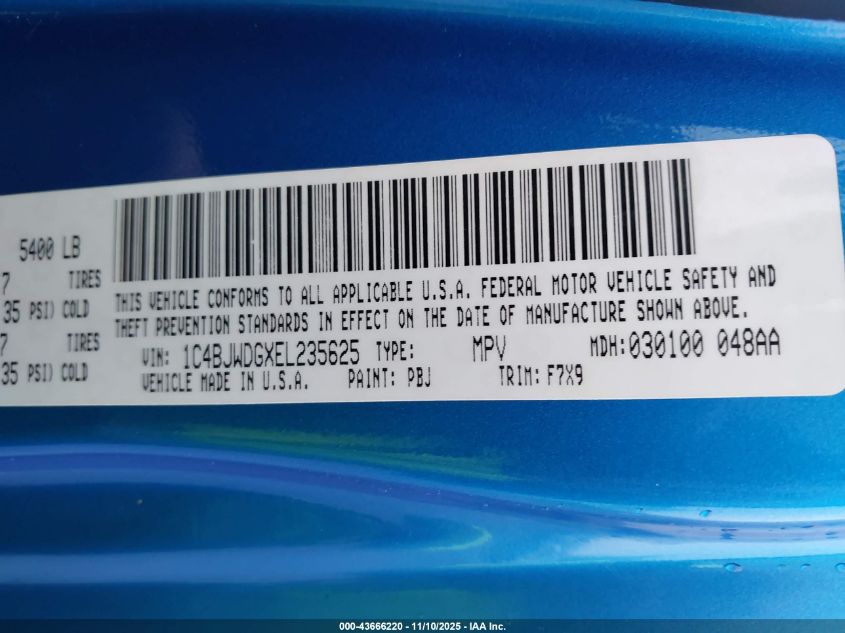 5400 LB
7 TIRES
35 PSI) COLD
7 TIRES
35 PSI) COLD
THIS VEHICLE CONFORMS TO ALL APPLICABLE U.S.A. FEDERAL MOTOR VEHICLE SAFETY AND
THEFT PREVENTION STANDARDS IN EFFECT ON THE DATE OF MANUFACTURE SHOWN ABOVE.
VIN: 1C4BJWDGXEL235625 TYPE: MPV MDH:030100 048AA
VEHICLE MADE IN U.S.A. PAINT: PBJ TRIM: F7X9
000-43666220 - 11/10/2025 - IAA Inc.